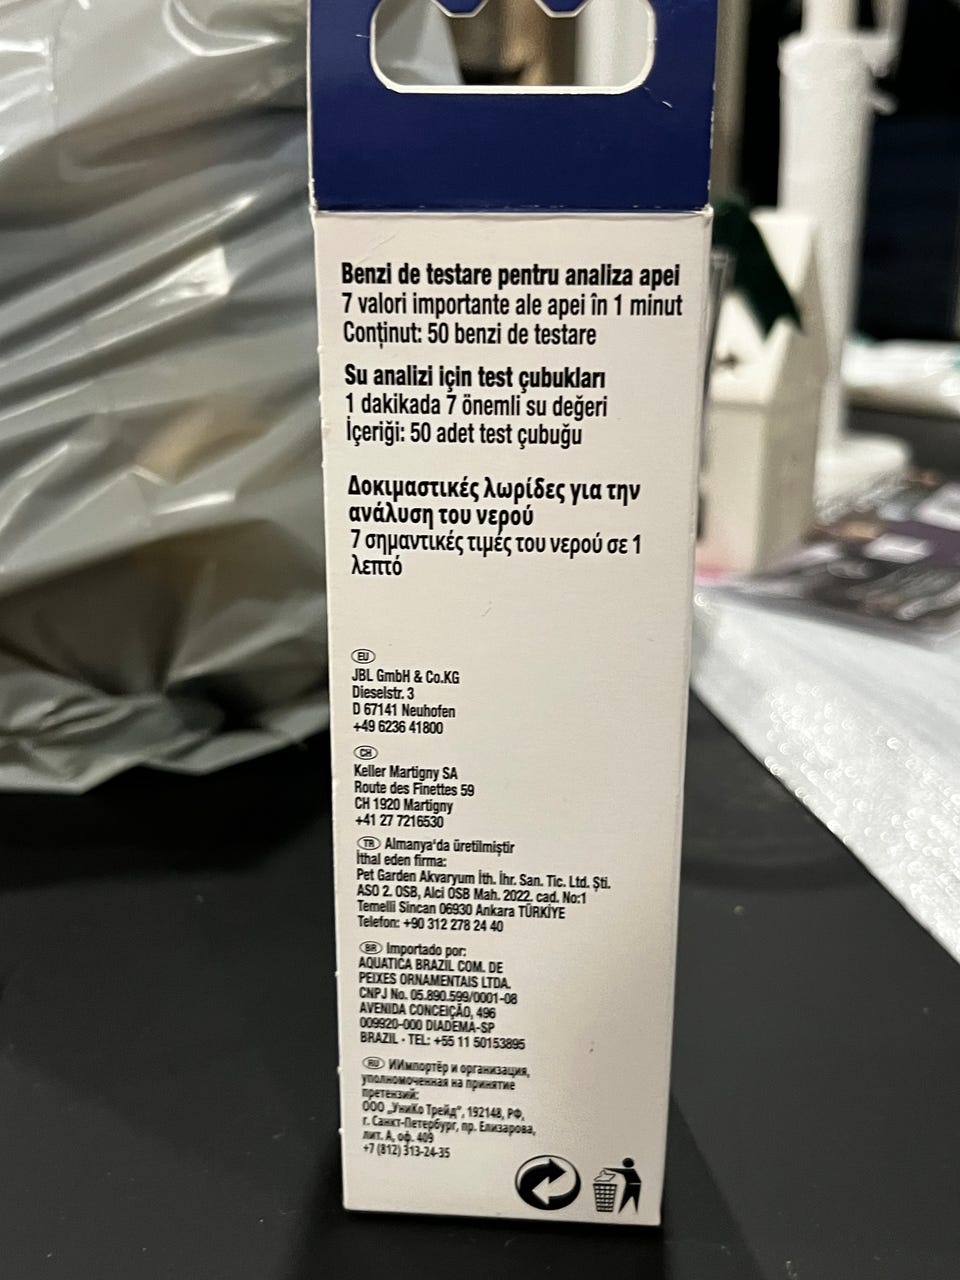 Benzi de testare pentru analiza apei
7 valori importante ale apei în 1 minut
Conținut: 50 benzi de testare
Su analizi için test çubukları
1 dakikada 7 önemli su değeri
İçeriği: 50 adet test çubuğu
Δοκιμαστικές λωρίδες για την
ανάλυση του νερού
7 σημαντικές τιμές του νερού σε 1
λεπτό
EU
JBL GmbH & Co.KG
Dieselstr. 3
D 67141 Neuhofen
+49 6236 41800
CH
Keller Martigny SA
Route des Finettes 59
CH 1920 Martigny
+41 27 7216530
TR Almanya'da üretilmiştir
İthal eden firma:
Pet Garden Akvaryum İth. İhr. San. Tic. Ltd. Şti.
ASO 2. OSB, Alci OSB Mah. 2022. cad. No:1
Temelli Sincan 06930 Ankara TÜRKİYE
Telefon: +90 312 278 24 40
BR Importado por:
AQUATICA BRAZIL COM. DE
PEIXES ORNAMENTAIS LTDA.
CNPJ No. 05.890.599/0001-08
AVENIDA CONCEIÇÃO, 496
009920-000 DIADEMA-SP
BRAZIL · TEL: +55 11 50153895
RU ИИмпортёр и организация,
уполномоченная на принятие
претензий:
ООО „УниКо Трейд", 192148, РФ,
г. Санкт-Петербург, пр. Елизарова,
лит. А, оф. 409
+7 (812) 313-24-35